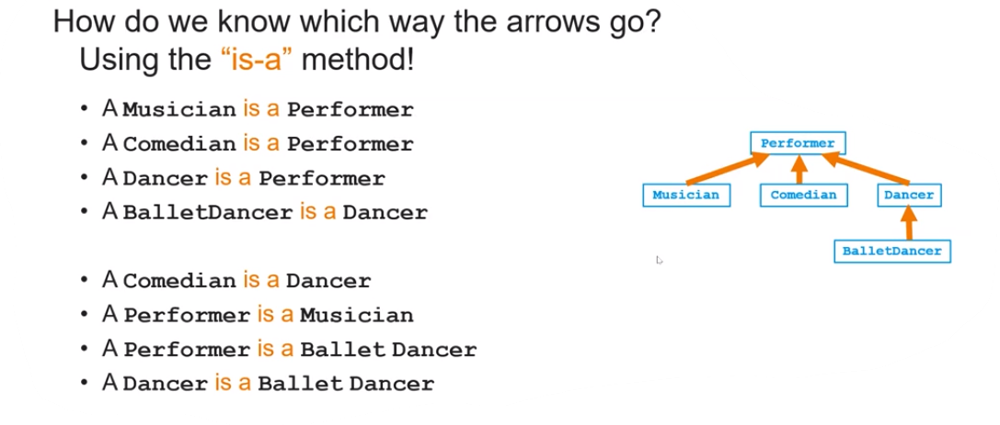 How do we know which way the arrows go?
Using the “is-a” method!
• A Musician is a Performer
• A Comedian is a Performer
• A Dancer is a Performer
• A BalletDancer is a Dancer
• A Comedian is a Dancer
• A Performer is a Musician
• A Performer is a Ballet Dancer
• A Dancer is a Ballet Dancer
Performer
Musician Comedian Dancer
BalletDancer